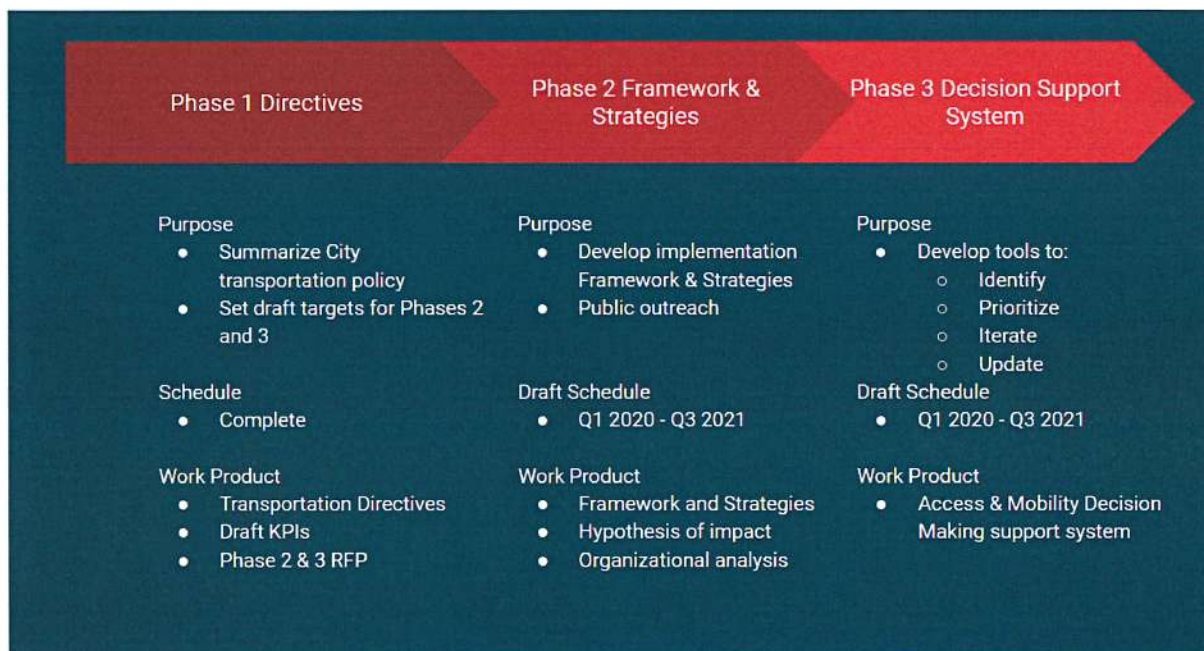 Phase 1 Directives
Phase 2 Framework &
Strategies
Phase 3 Decision Support
System
Purpose
● Summarize City
transportation policy
● Set draft targets for Phases 2
and 3
Schedule
● Complete
Work Product
● Transportation Directives
● Draft KPIs
● Phase 2 & 3 RFP
Purpose
● Develop implementation
Framework & Strategies
● Public outreach
Draft Schedule
● Q1 2020 - Q3 2021
Work Product
● Framework and Strategies
● Hypothesis of impact
● Organizational analysis
Purpose
● Develop tools to:
○ Identify
○ Prioritize
○ Iterate
○ Update
Draft Schedule
● Q1 2020 - Q3 2021
Work Product
● Access & Mobility Decision
Making support system